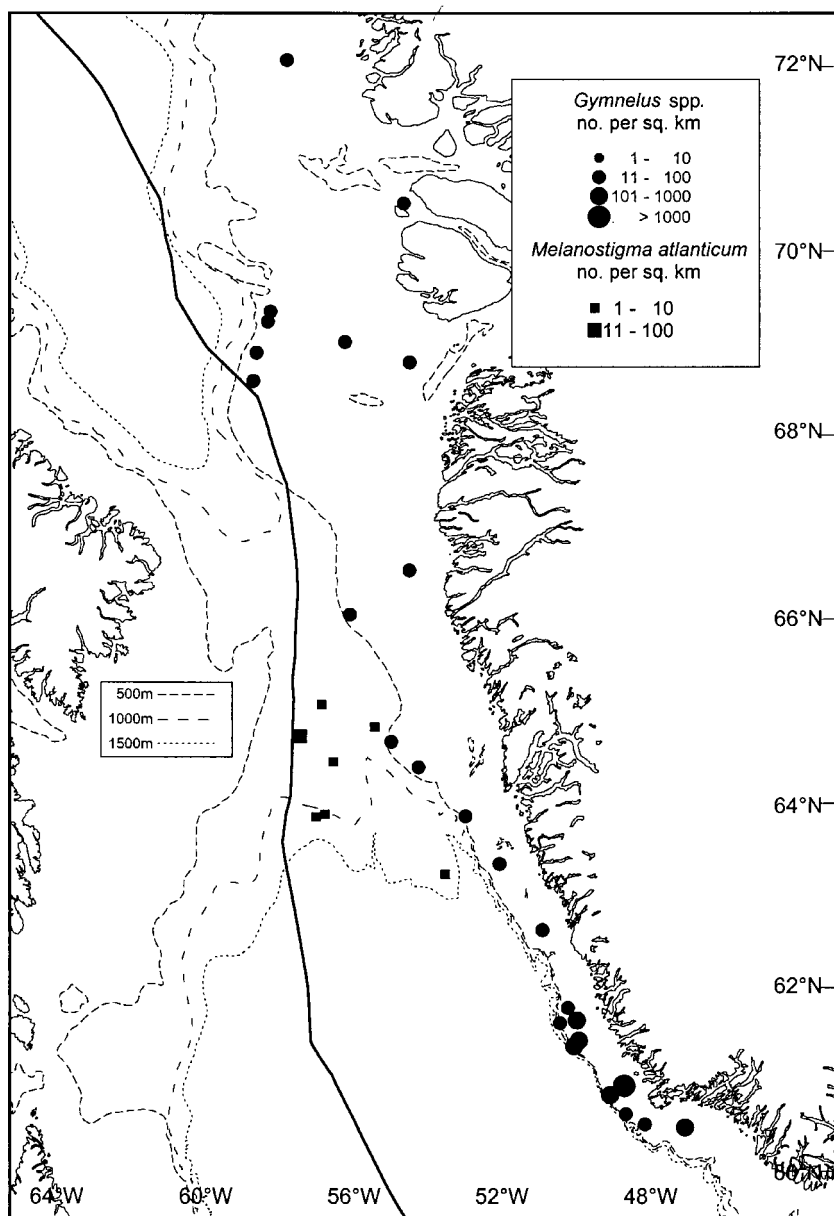 72°N
Gymnelus spp.
no. per sq. km
1 - 10
11 - 100
101 - 1000
> 1000
70°N
Melanostigma atlanticum
no. per sq. km
1 - 10
11 - 100
68°N
66°N
500m
1000m
1500m
64°N
62°N
64°W
60°W
56°W
52°W
48°W